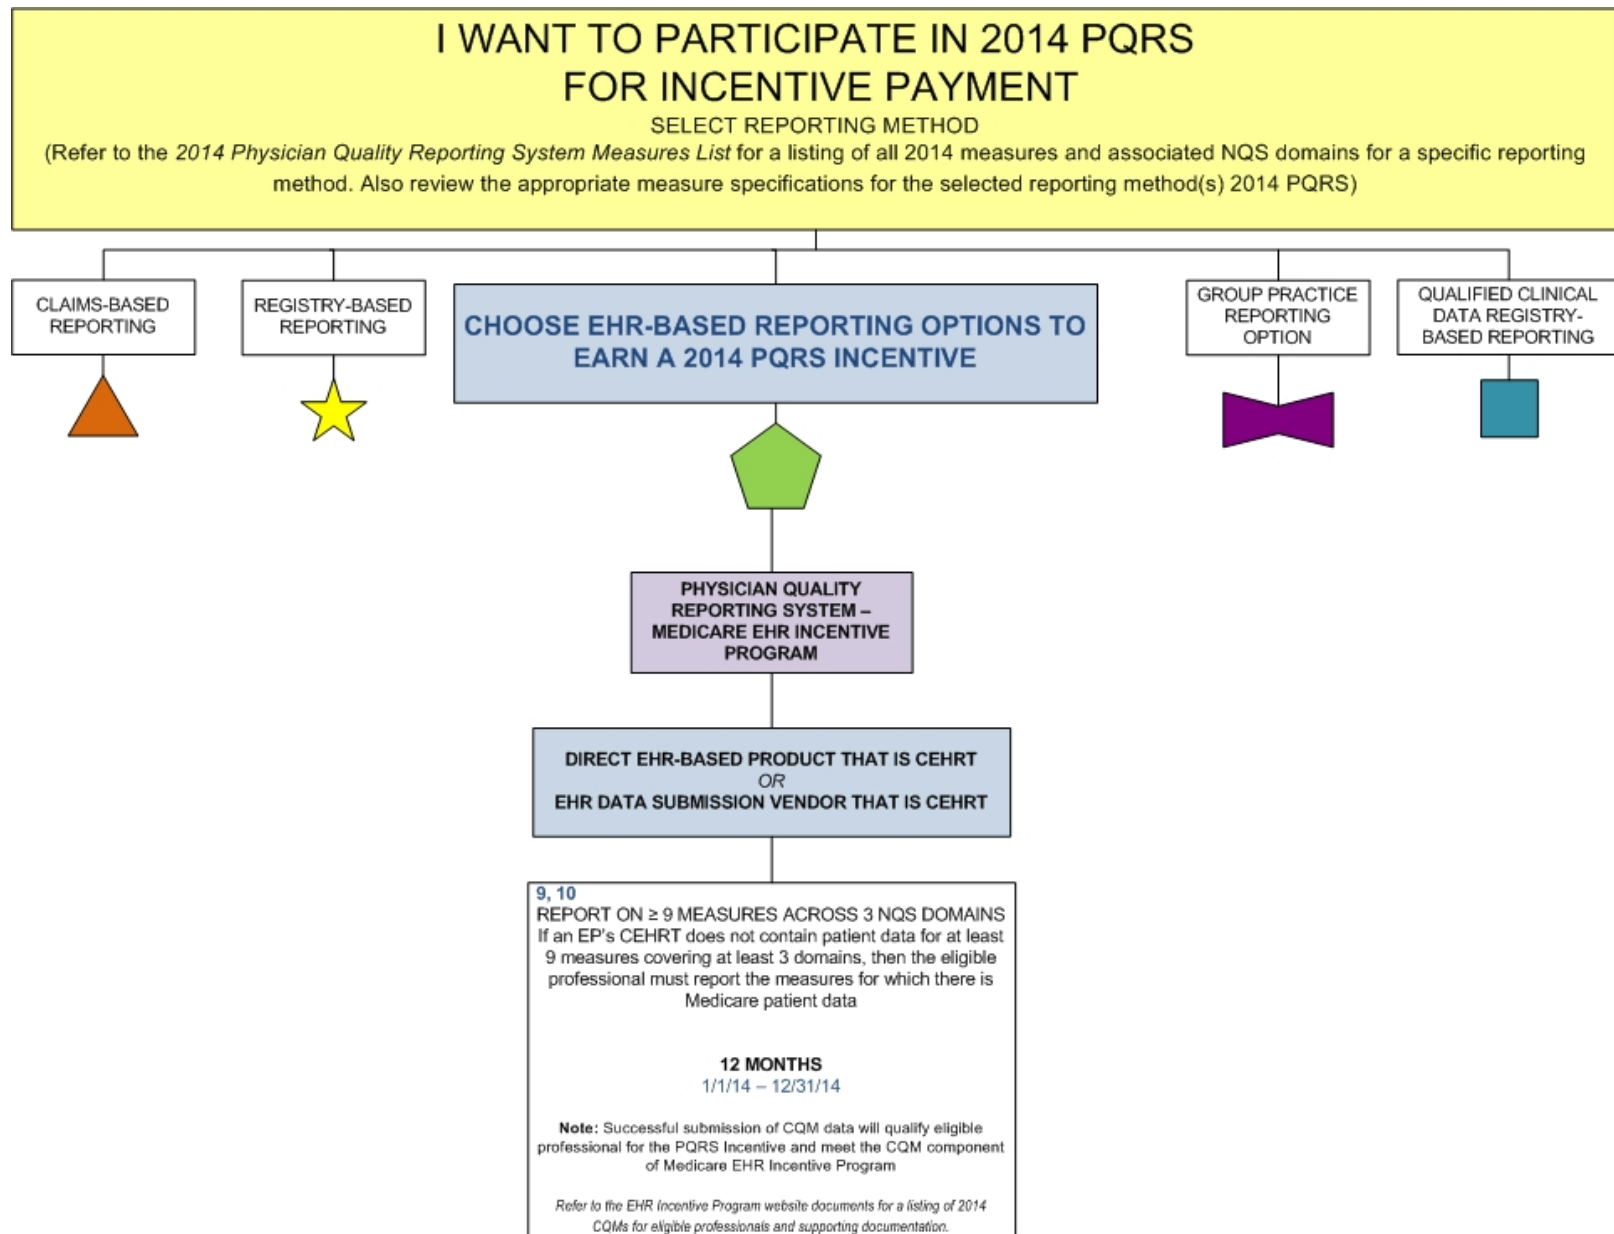 I WANT TO PARTICIPATE IN 2014 PQRS
FOR INCENTIVE PAYMENT
SELECT REPORTING METHOD
(Refer to the 2014 Physician Quality Reporting System Measures List for a listing of all 2014 measures and associated NQS domains for a specific reporting
method. Also review the appropriate measure specifications for the selected reporting method(s) 2014 PQRS)
CLAIMS-BASED
REPORTING
REGISTRY-BASED
REPORTING
CHOOSE EHR-BASED REPORTING OPTIONS TO
EARN A 2014 PQRS INCENTIVE
GROUP PRACTICE
REPORTING
OPTION
QUALIFIED CLINICAL
DATA REGISTRY-
BASED REPORTING
PHYSICIAN QUALITY
REPORTING SYSTEM –
MEDICARE EHR INCENTIVE
PROGRAM
DIRECT EHR-BASED PRODUCT THAT IS CEHRT
OR
EHR DATA SUBMISSION VENDOR THAT IS CEHRT
9, 10
REPORT ON ≥ 9 MEASURES ACROSS 3 NQS DOMAINS
If an EP's CEHRT does not contain patient data for at least
9 measures covering at least 3 domains, then the eligible
professional must report the measures for which there is
Medicare patient data
12 MONTHS
1/1/14 – 12/31/14
Note: Successful submission of CQM data will qualify eligible
professional for the PQRS Incentive and meet the CQM component
of Medicare EHR Incentive Program
Refer to the EHR Incentive Program website documents for a listing of 2014
CQMs for eligible professionals and supporting documentation.